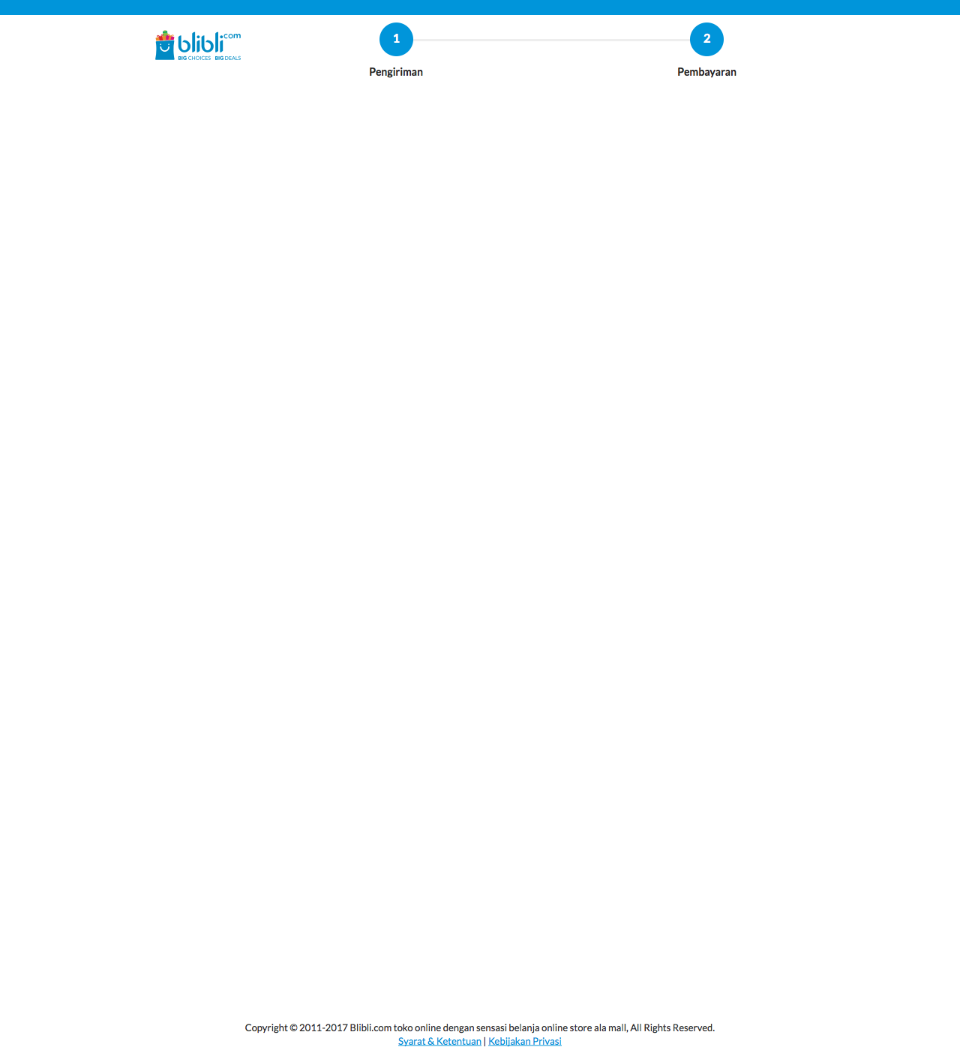 blibli.com
BIG CHOICES BIG DEALS
1
2
Pengiriman
Pembayaran
Copyright © 2011-2017 Blibli.com toko online dengan sensasi belanja online store ala mall, All Rights Reserved.
Syarat & Ketentuan | Kebijakan Privasi